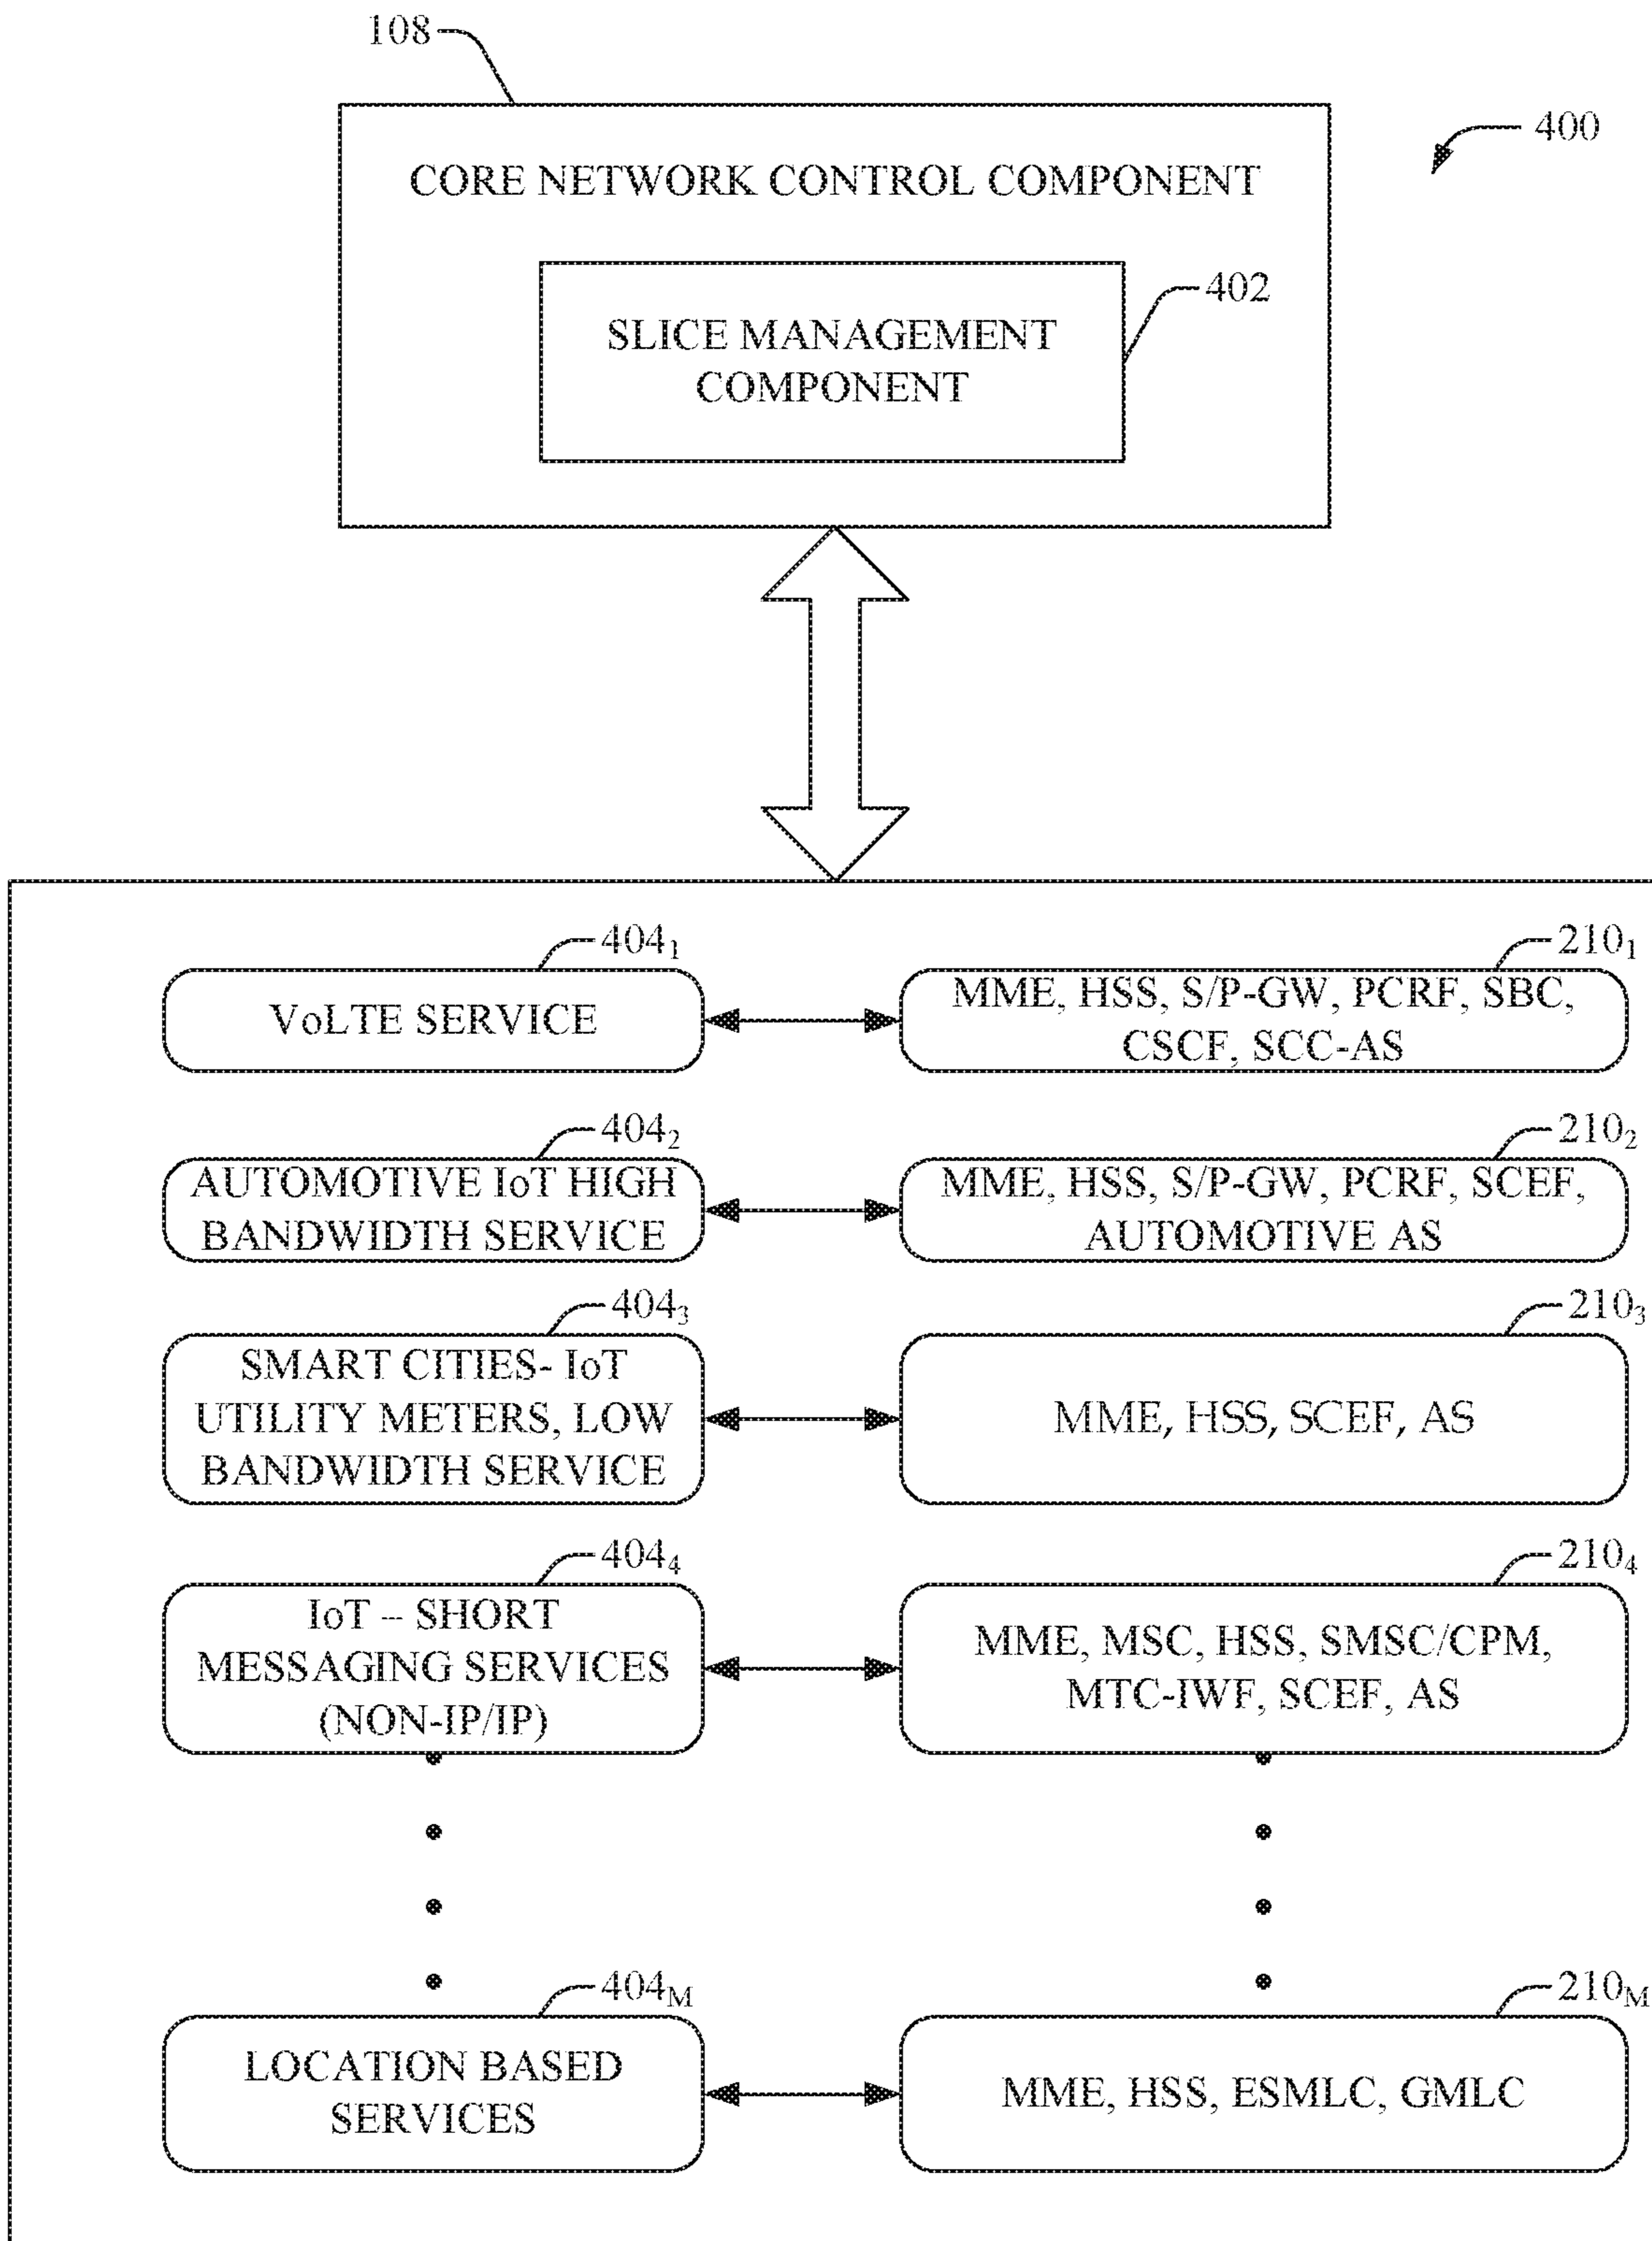 108
400
CORE NETWORK CONTROL COMPONENT
402
SLICE MANAGEMENT
COMPONENT
404₁
210₁
VoLTE SERVICE
MME, HSS, S/P-GW, PCRF, SBC,
CSCF, SCC-AS
404₂
210₂
AUTOMOTIVE IoT HIGH
BANDWIDTH SERVICE
MME, HSS, S/P-GW, PCRF, SCEF,
AUTOMOTIVE AS
404₃
210₃
SMART CITIES- IoT
UTILITY METERS, LOW
BANDWIDTH SERVICE
MME, HSS, SCEF, AS
404₄
210₄
IoT – SHORT
MESSAGING SERVICES
(NON-IP/IP)
MME, MSC, HSS, SMSC/CPM,
MTC-IWF, SCEF, AS
404M
210M
LOCATION BASED
SERVICES
MME, HSS, ESMLC, GMLC